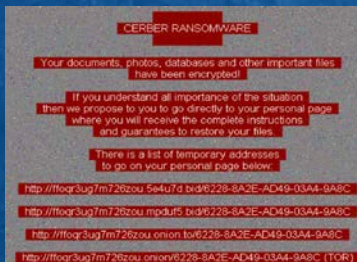 CERBER RANSOMWARE
Your documents, photos, databases and other important files
have been encrypted!
If you understand all importance of the situation
then we propose to you to go directly to your personal page
where you will receive the complete instructions
and guarantees to restore your files.
There is a list of temporary addresses
to go on your personal page below:
http://ffoqr3ug7m726zou.5e4u7d.bid/6228-8A2E-AD49-03A4-9A8C
http://ffoqr3ug7m726zou.mpduf5.bid/6228-8A2E-AD49-03A4-9A8C
http://ffoqr3ug7m726zou.onion.to/6228-8A2E-AD49-03A4-9A8C
http://ffoqr3ug7m726zou.onion/6228-8A2E-AD49-03A4-9A8C (TOR)